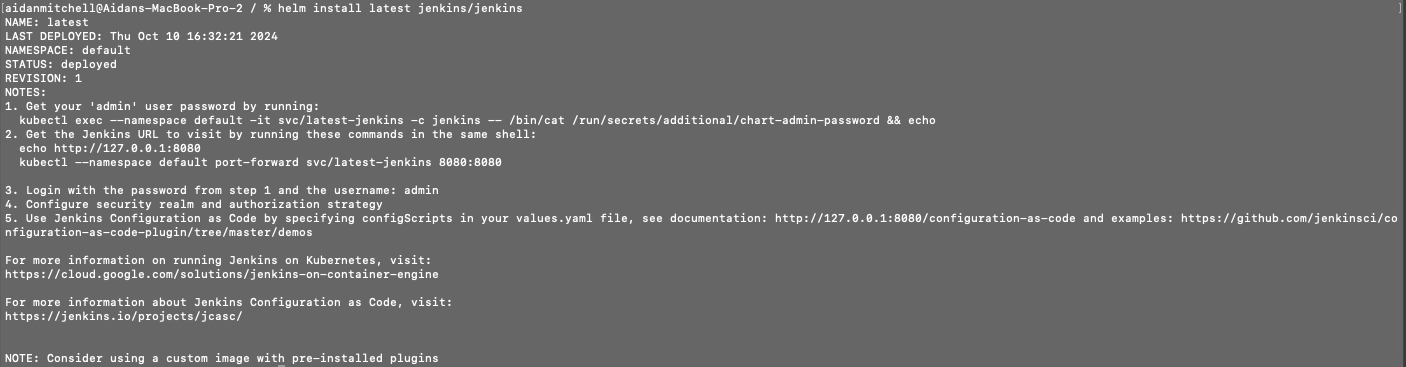 [aidanmitchell@Aidans-MacBook-Pro-2 / % helm install latest jenkins/jenkins ]
NAME: latest
LAST DEPLOYED: Thu Oct 10 16:32:21 2024
NAMESPACE: default
STATUS: deployed
REVISION: 1
NOTES:
1. Get your 'admin' user password by running:
  kubectl exec --namespace default -it svc/latest-jenkins -c jenkins -- /bin/cat /run/secrets/additional/chart-admin-password && echo
2. Get the Jenkins URL to visit by running these commands in the same shell:
  echo http://127.0.0.1:8080
  kubectl --namespace default port-forward svc/latest-jenkins 8080:8080

3. Login with the password from step 1 and the username: admin
4. Configure security realm and authorization strategy
5. Use Jenkins Configuration as Code by specifying configScripts in your values.yaml file, see documentation: http://127.0.0.1:8080/configuration-as-code and examples: https://github.com/jenkinsci/co
nfiguration-as-code-plugin/tree/master/demos

For more information on running Jenkins on Kubernetes, visit:
https://cloud.google.com/solutions/jenkins-on-container-engine

For more information about Jenkins Configuration as Code, visit:
https://jenkins.io/projects/jcasc/


NOTE: Consider using a custom image with pre-installed plugins